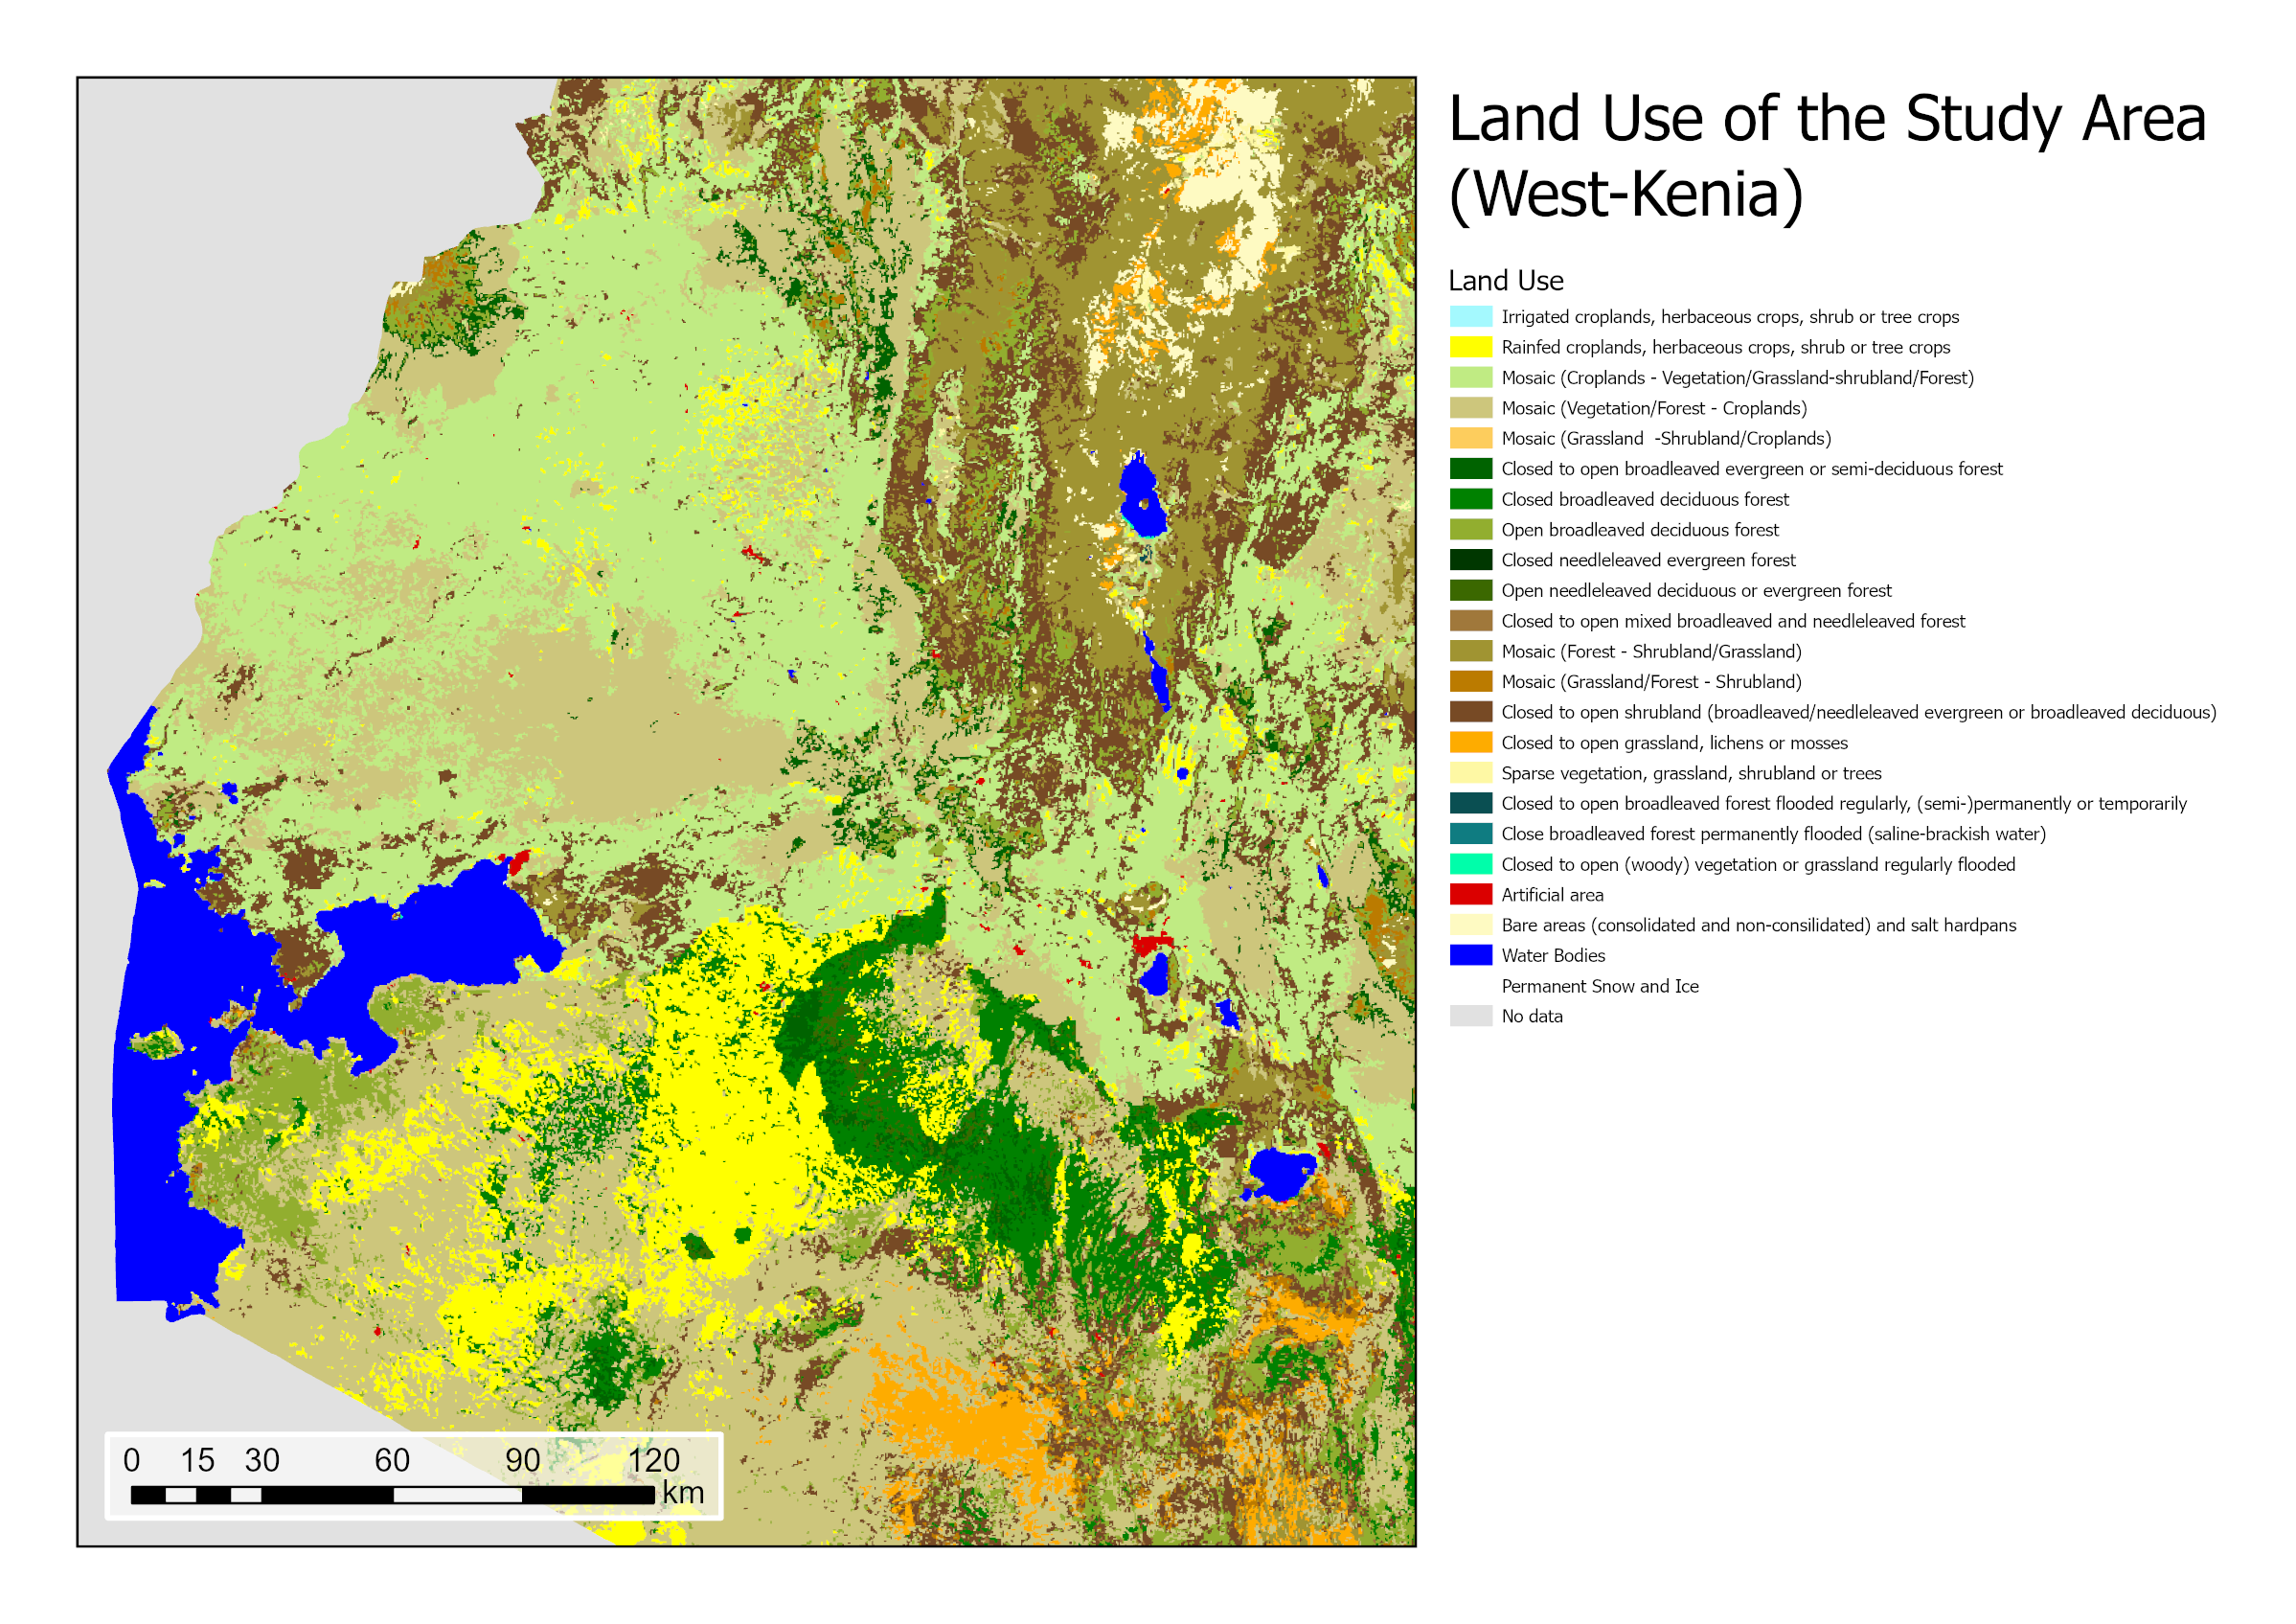 Land Use of the Study Area
(West-Kenia)
Land Use
Irrigated croplands, herbaceous crops, shrub or tree crops
Rainfed croplands, herbaceous crops, shrub or tree crops
Mosaic (Croplands - Vegetation/Grassland-shrubland/Forest)
Mosaic (Vegetation/Forest - Croplands)
Mosaic (Grassland  -Shrubland/Croplands)
Closed to open broadleaved evergreen or semi-deciduous forest
Closed broadleaved deciduous forest
Open broadleaved deciduous forest
Closed needleleaved evergreen forest
Open needleleaved deciduous or evergreen forest
Closed to open mixed broadleaved and needleleaved forest
Mosaic (Forest - Shrubland/Grassland)
Mosaic (Grassland/Forest - Shrubland)
Closed to open shrubland (broadleaved/needleleaved evergreen or broadleaved deciduous)
Closed to open grassland, lichens or mosses
Sparse vegetation, grassland, shrubland or trees
Closed to open broadleaved forest flooded regularly, (semi-)permanently or temporarily
Close broadleaved forest permanently flooded (saline-brackish water)
Closed to open (woody) vegetation or grassland regularly flooded
Artificial area
Bare areas (consolidated and non-consilidated) and salt hardpans
Water Bodies
Permanent Snow and Ice
No data
0 15 30 60 90 120
km